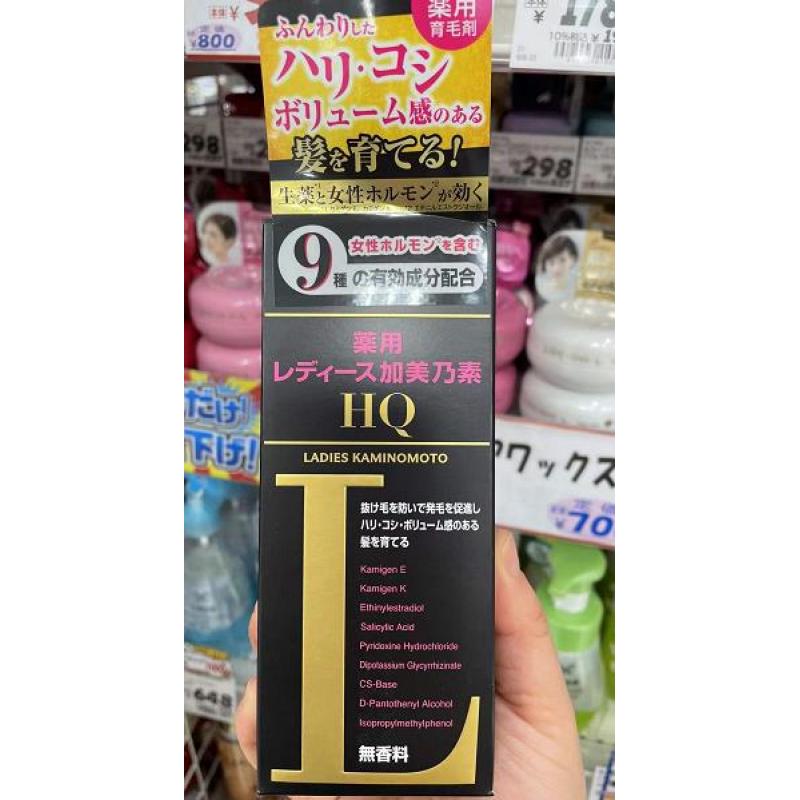 薬用
育毛剤
ふんわりした
ハリ・コシ
ボリューム感のある
髪を育てる!
生薬と女性ホルモンが効く
9種
女性ホルモンを含む
の有効成分配合
薬用
レディース加美乃素
HQ
LADIES KAMINOMOTO
L
抜け毛を防いで発毛を促進し
ハリ・コシ・ボリューム感のある
髪を育てる
Kamigen E
Kamigen K
Ethinylestradiol
Salicylic Acid
Pyridoxine Hydrochloride
Dipotassium Glycyrrhizinate
CS-Base
D-Pantothenyl Alcohol
Isopropylmethylphenol
無香料
¥800
298
298
だけ!
下げ!
ワックス
¥70
648